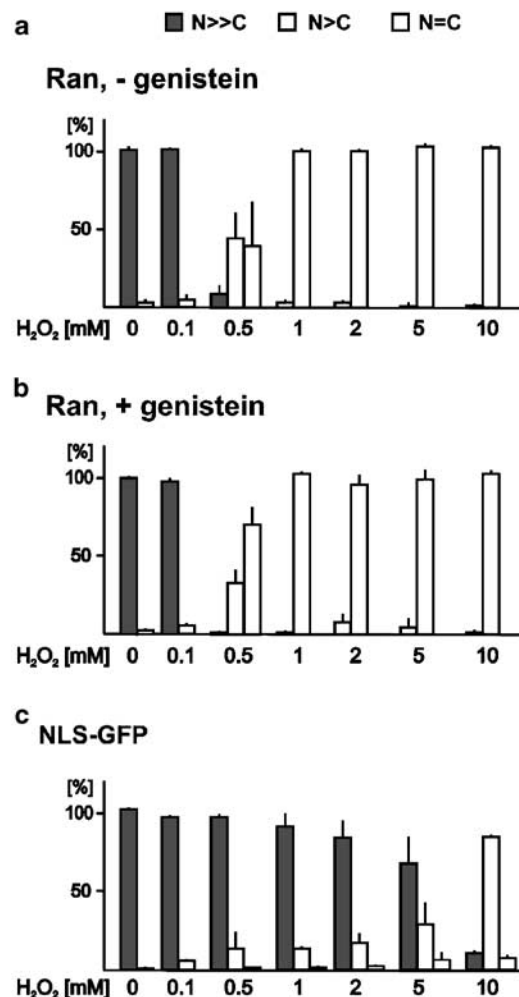 a
N>>C N>C N=C
Ran, - genistein
[%]
100
50
H₂O₂ [mM] 0 0.1 0.5 1 2 5 10
b
Ran, + genistein
[%]
100
50
H₂O₂ [mM] 0 0.1 0.5 1 2 5 10
c
NLS-GFP
[%]
100
50
H₂O₂ [mM] 0 0.1 0.5 1 2 5 10